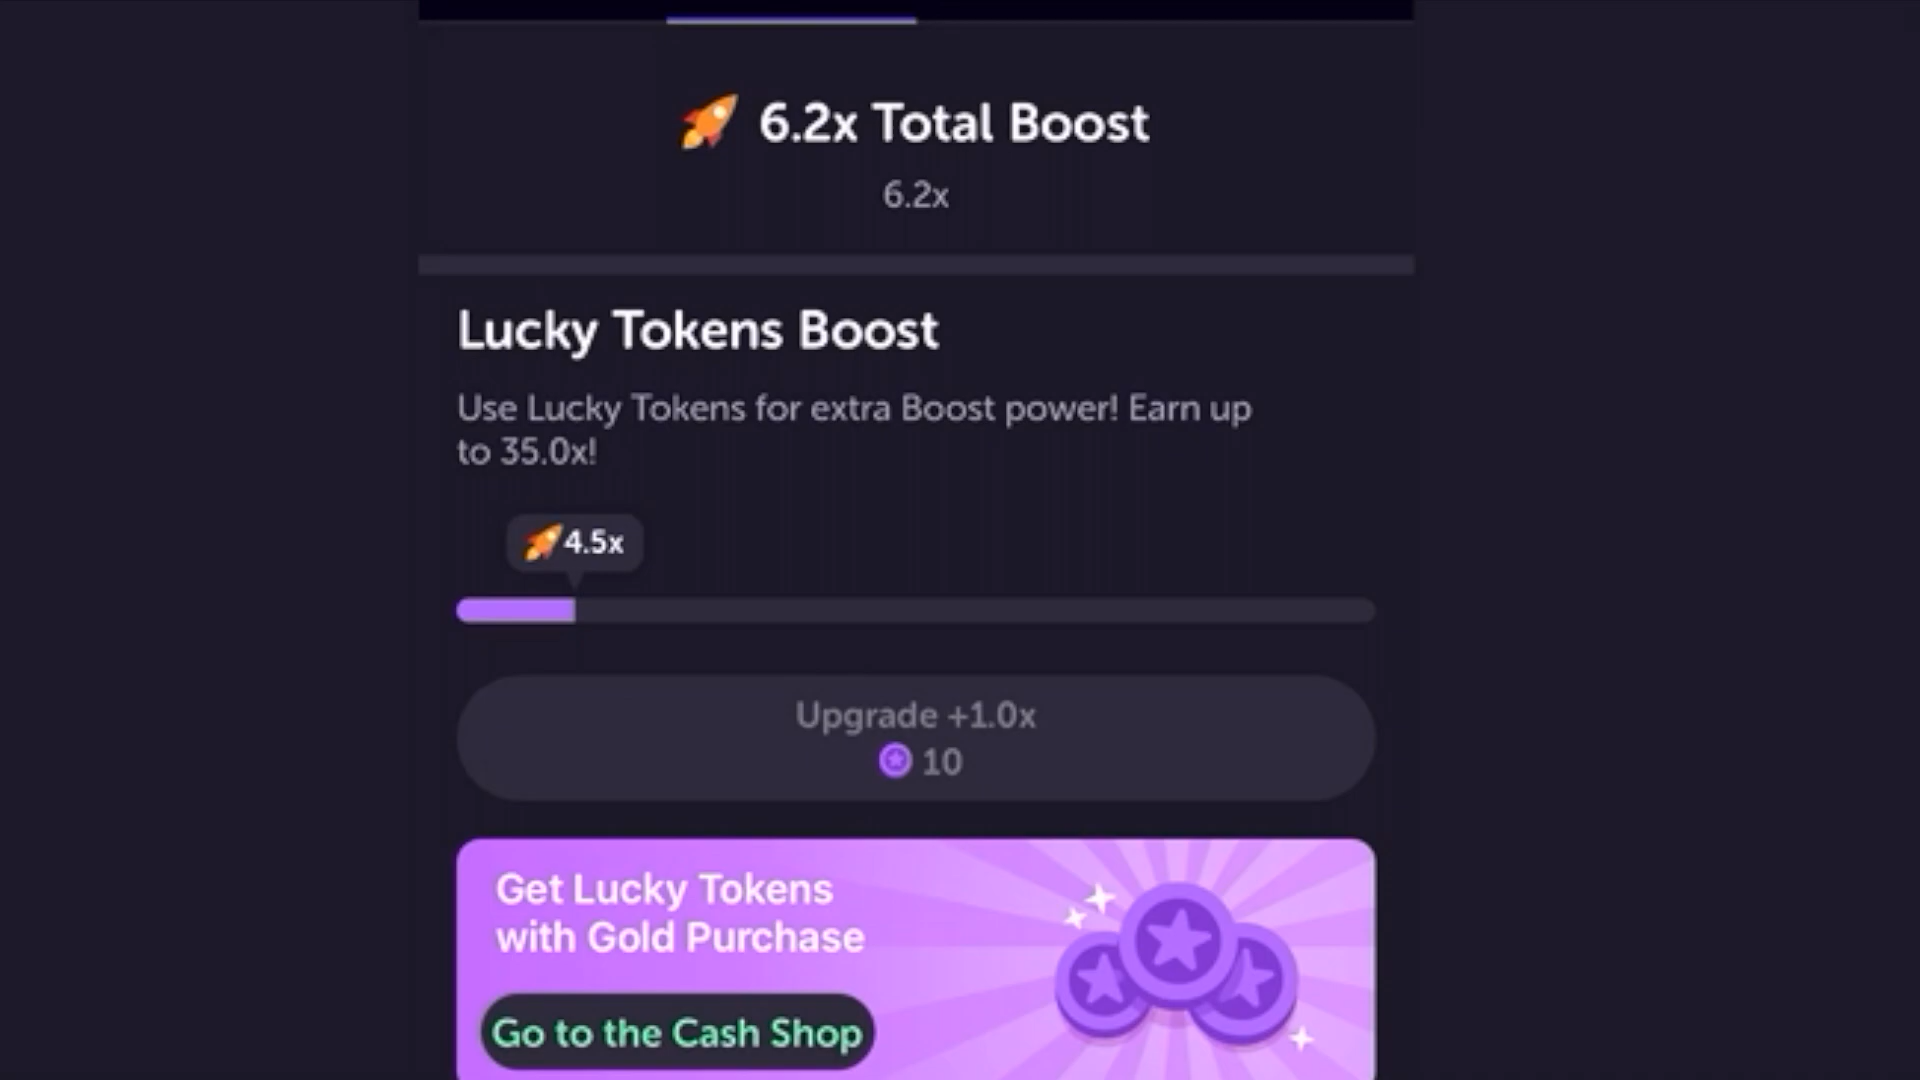 6.2x Total Boost
6.2x
Lucky Tokens Boost
Use Lucky Tokens for extra Boost power! Earn up
to 35.0x!
4.5x
Upgrade +1.0x
10
Get Lucky Tokens
with Gold Purchase
Go to the Cash Shop